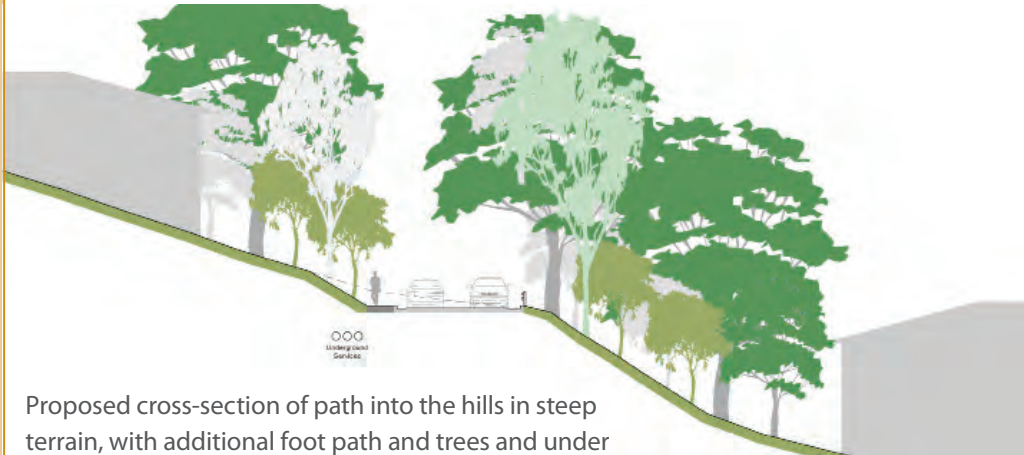 Underground
Services
Proposed cross-section of path into the hills in steep
terrain, with additional foot path and trees and under